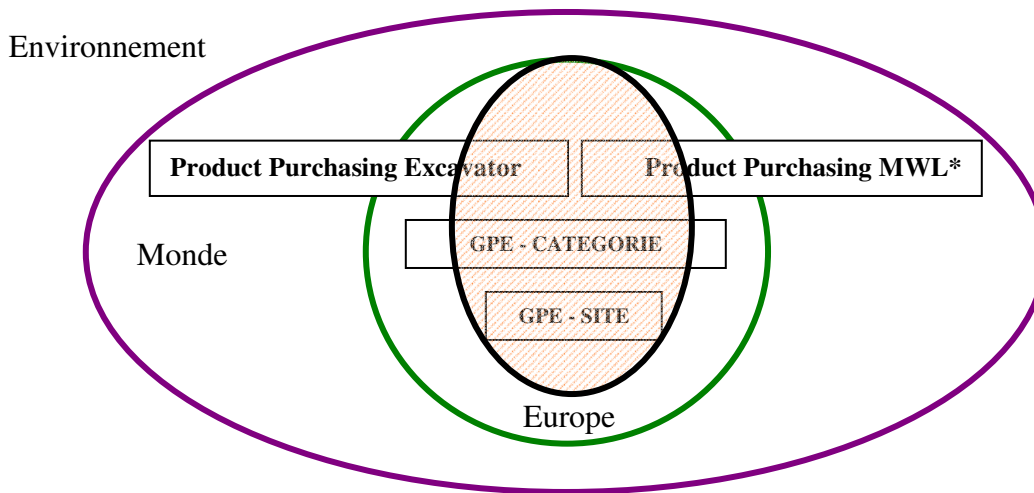 Environnement
Product Purchasing Excavator
Product Purchasing MWL*
Monde
GPE - CATEGORIE
GPE - SITE
Europe